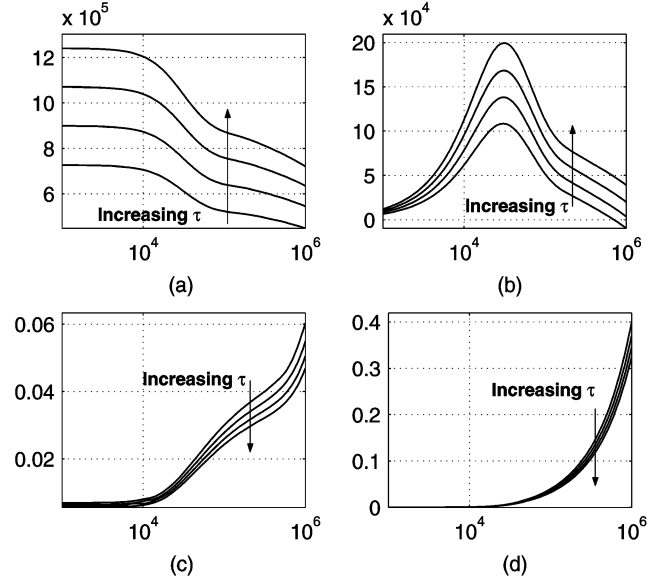 x 10^5 x 10^4
12 20
10 15
8 10
6 5
Increasing τ Increasing τ
0
10^4 10^6 10^4 10^6
(a) (b)
0.06 0.4
0.3
0.04 Increasing τ Increasing τ
0.2
0.02 0.1
0
10^4 10^6 10^4 10^6
(c) (d)